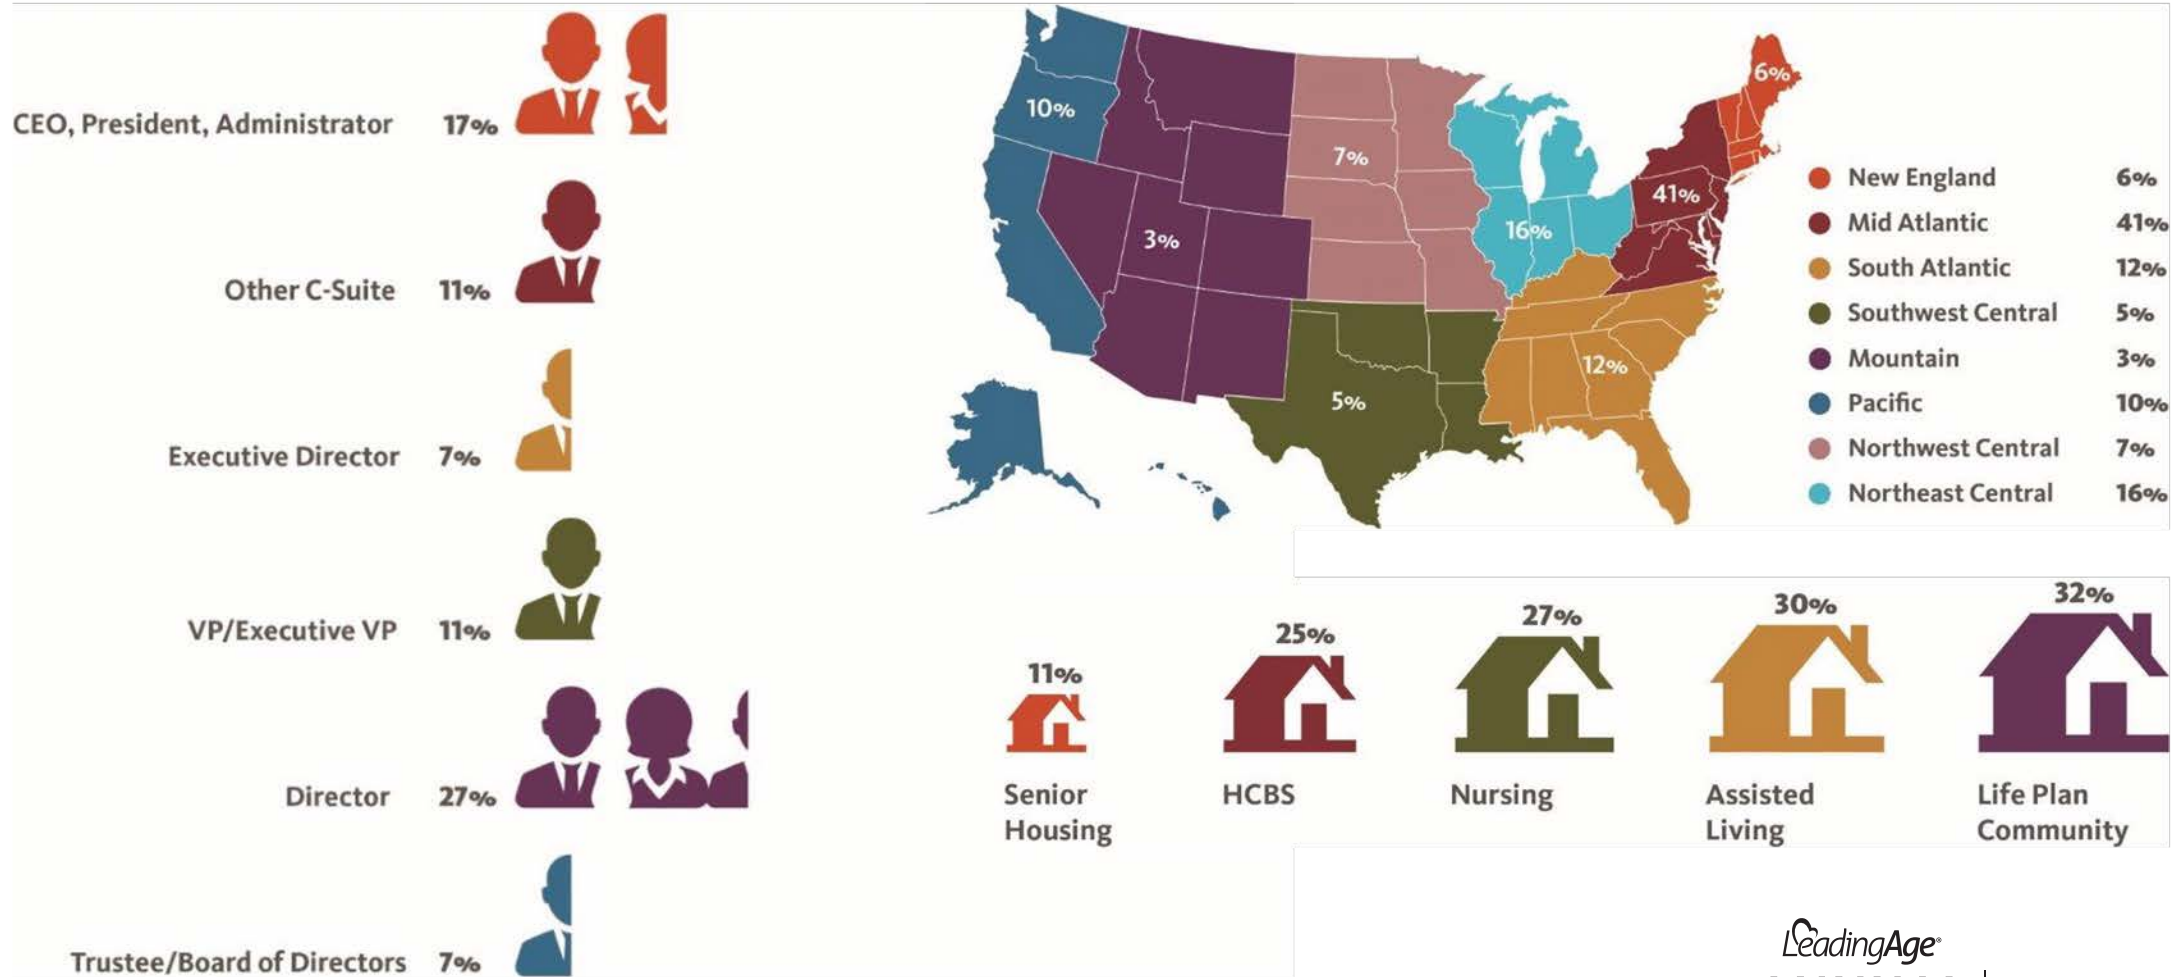 CEO, President, Administrator 17%
Other C-Suite 11%
Executive Director 7%
VP/Executive VP 11%
Director 27%
Trustee/Board of Directors 7%
6%
10%
7%
41%
3%
16%
12%
5%
New England 6%
Mid Atlantic 41%
South Atlantic 12%
Southwest Central 5%
Mountain 3%
Pacific 10%
Northwest Central 7%
Northeast Central 16%
11%
Senior
Housing
25%
HCBS
27%
Nursing
30%
Assisted
Living
32%
Life Plan
Community
LeadingAge®